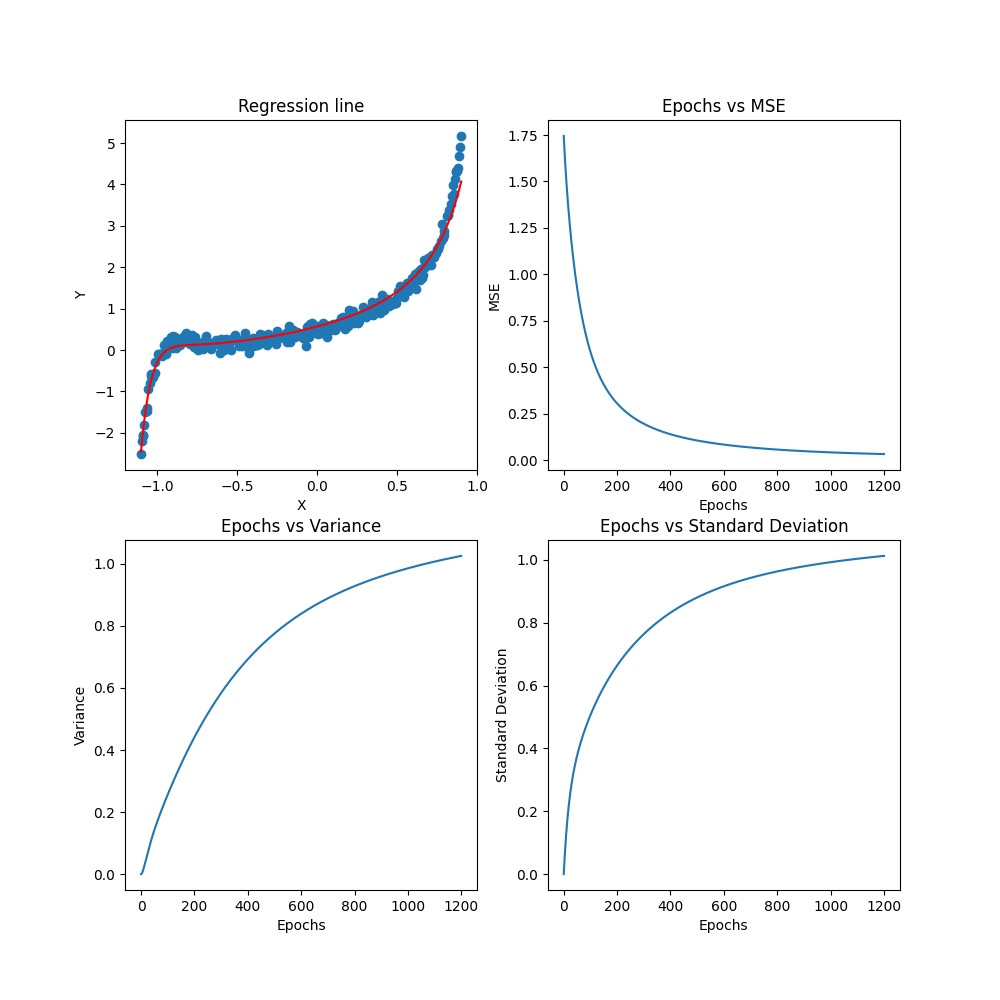 Regression line
Y
5
4
3
2
1
0
−1
−2
−1.0 −0.5 0.0 0.5 1.0
X
Epochs vs MSE
MSE
1.75
1.50
1.25
1.00
0.75
0.50
0.25
0.00
0 200 400 600 800 1000 1200
Epochs
Epochs vs Variance
Variance
1.0
0.8
0.6
0.4
0.2
0.0
0 200 400 600 800 1000 1200
Epochs
Epochs vs Standard Deviation
Standard Deviation
1.0
0.8
0.6
0.4
0.2
0.0
0 200 400 600 800 1000 1200
Epochs